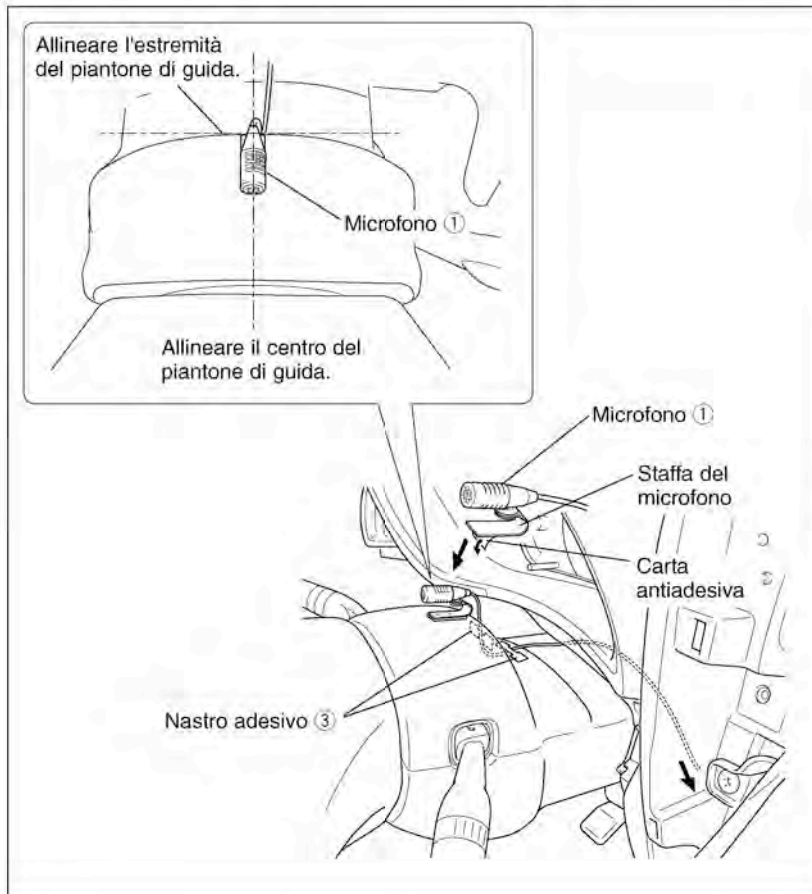 Allineare l'estremità
del piantone di guida.
Microfono ①
Allineare il centro del
piantone di guida.
Microfono ①
Staffa del
microfono
Carta
antiadesiva
Nastro adesivo ③